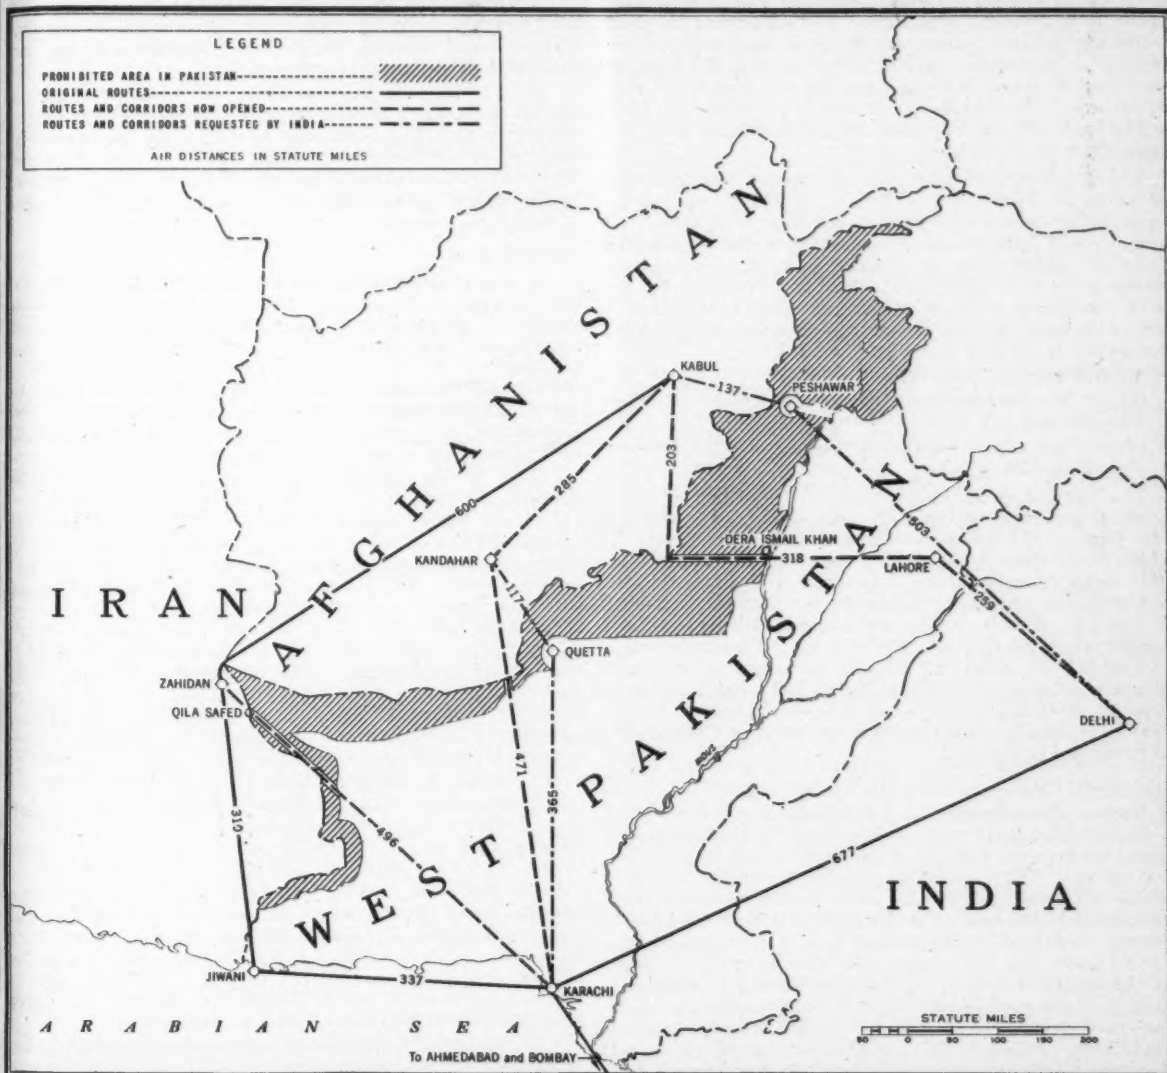 LEGEND
PROHIBITED AREA IN PAKISTAN
ORIGINAL ROUTES
ROUTES AND CORRIDORS NOW OPENED
ROUTES AND CORRIDORS REQUESTED BY INDIA
AIR DISTANCES IN STATUTE MILES
AFGHANISTAN
KABUL
137
PESHAWAR
203
285
600
503
DERA ISMAIL KHAN
318
LAHORE
KANDAHAR
IRAN
117
259
QUETTA
ZAHIDAN
QILA SAFED
DELHI
WEST PAKISTAN
INDUS
471
365
310
496
677
INDIA
JIWANI
337
KARACHI
ARABIAN SEA
STATUTE MILES
50 0 50 100 150 200
To AHMEDABAD and BOMBAY